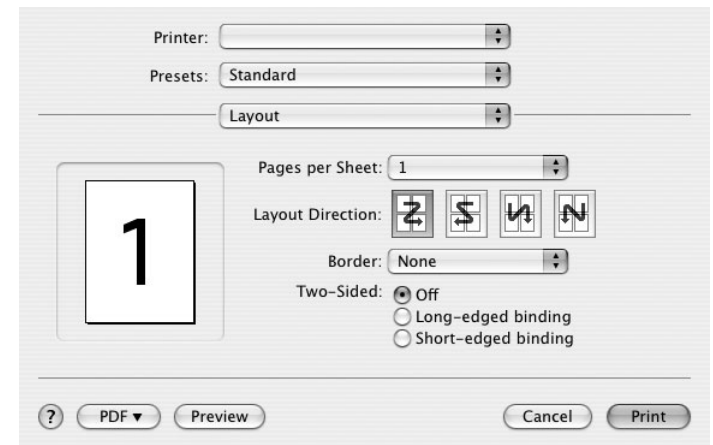 Printer:
Presets: Standard
Layout
Pages per Sheet: 1
1
Layout Direction:
Border: None
Two-Sided: Off
Long-edged binding
Short-edged binding
? PDF▼ Preview Cancel Print